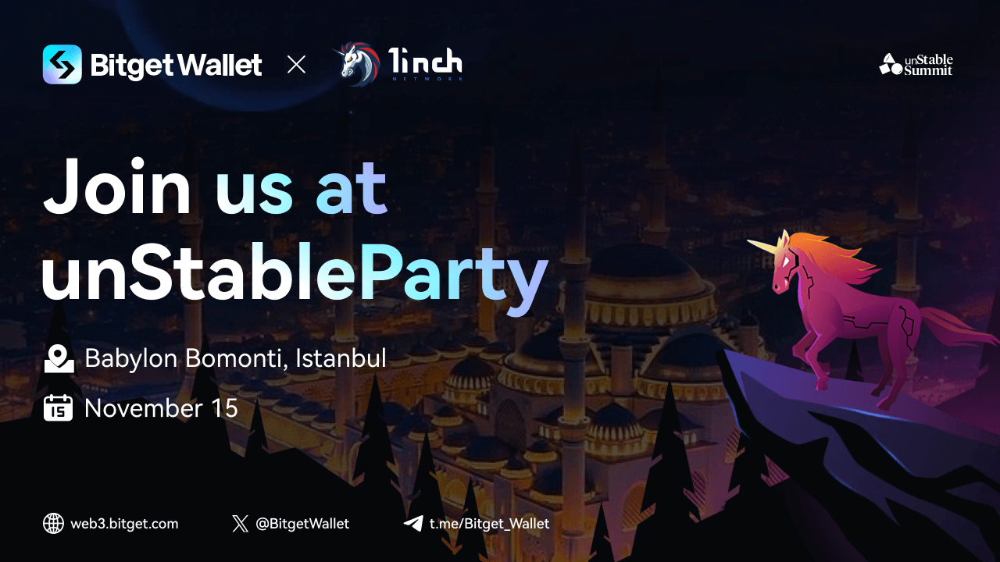 Bitget Wallet
1inch
NETWORK
unStable
Summit
Join us at
unStableParty
Babylon Bomonti, Istanbul
15
November 15
web3.bitget.com
@BitgetWallet
t.me/Bitget_Wallet